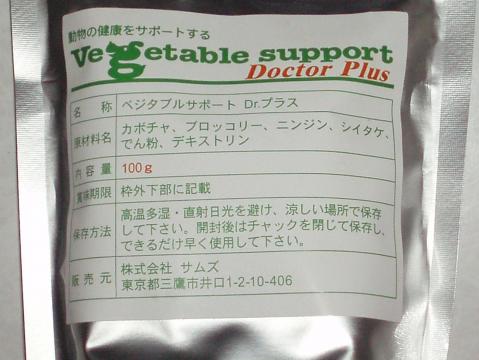 動物の健康をサポートする
Vegetable support
Doctor Plus
名 称 ベジタブルサポート Dr.プラス
原材料名 カボチャ、ブロッコリー、ニンジン、シイタケ、
でん粉、デキストリン
内容量 100g
賞味期限 枠外下部に記載
保存方法 高温多湿・直射日光を避け、涼しい場所で保存
して下さい。開封後はチャックを閉じて保存し、
できるだけ早く使用して下さい。
販売元 株式会社 サムズ
東京都三鷹市井口1-2-10-406